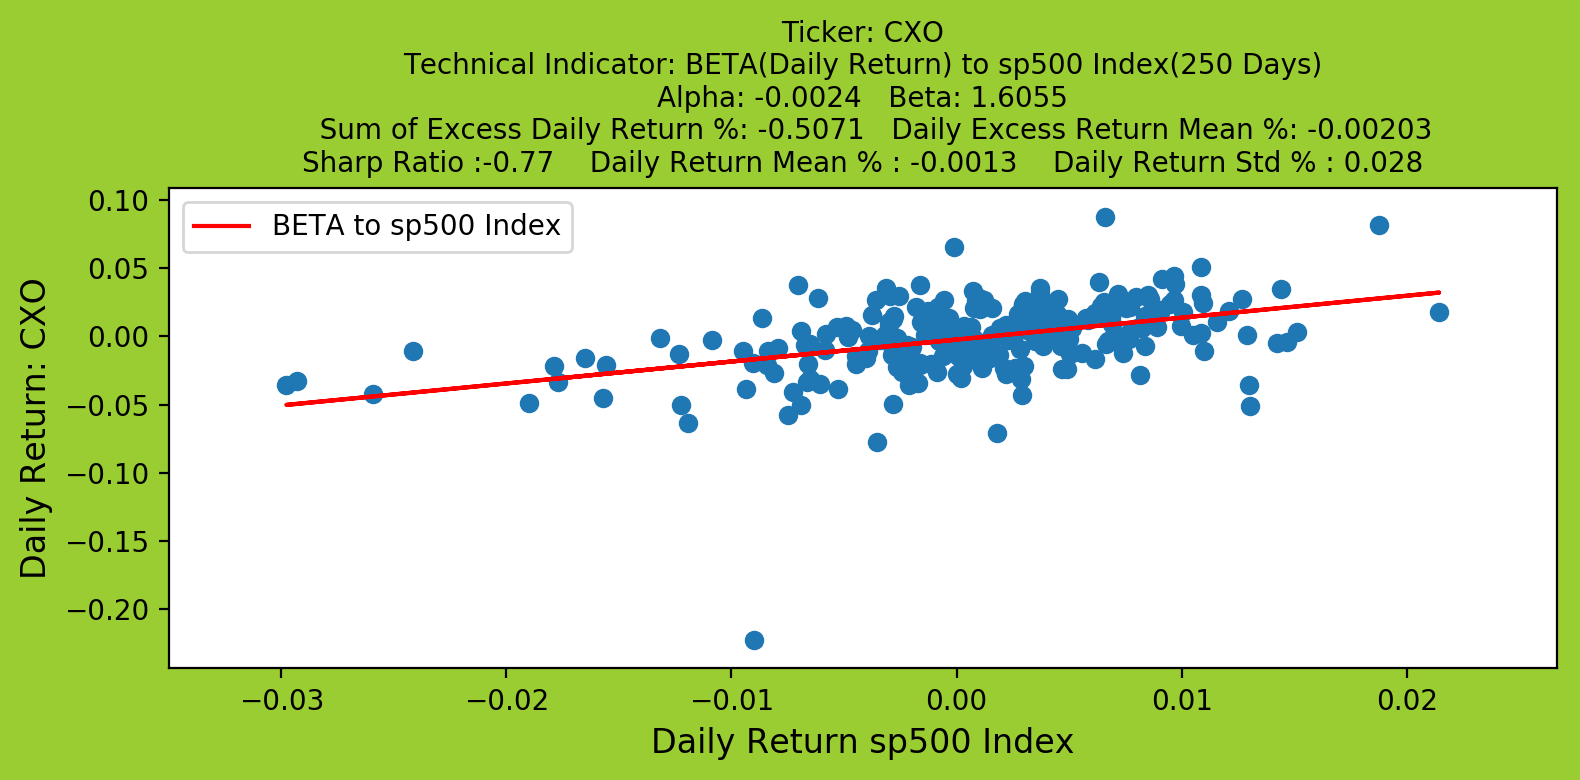 Ticker: CXO
Technical Indicator: BETA(Daily Return) to sp500 Index(250 Days)
Alpha: -0.0024   Beta: 1.6055
Sum of Excess Daily Return %: -0.5071   Daily Excess Return Mean %: -0.00203
Sharp Ratio :-0.77    Daily Return Mean % : -0.0013    Daily Return Std % : 0.028
BETA to sp500 Index
Daily Return: CXO
0.10
0.05
0.00
−0.05
−0.10
−0.15
−0.20
−0.03 −0.02 −0.01 0.00 0.01 0.02
Daily Return sp500 Index